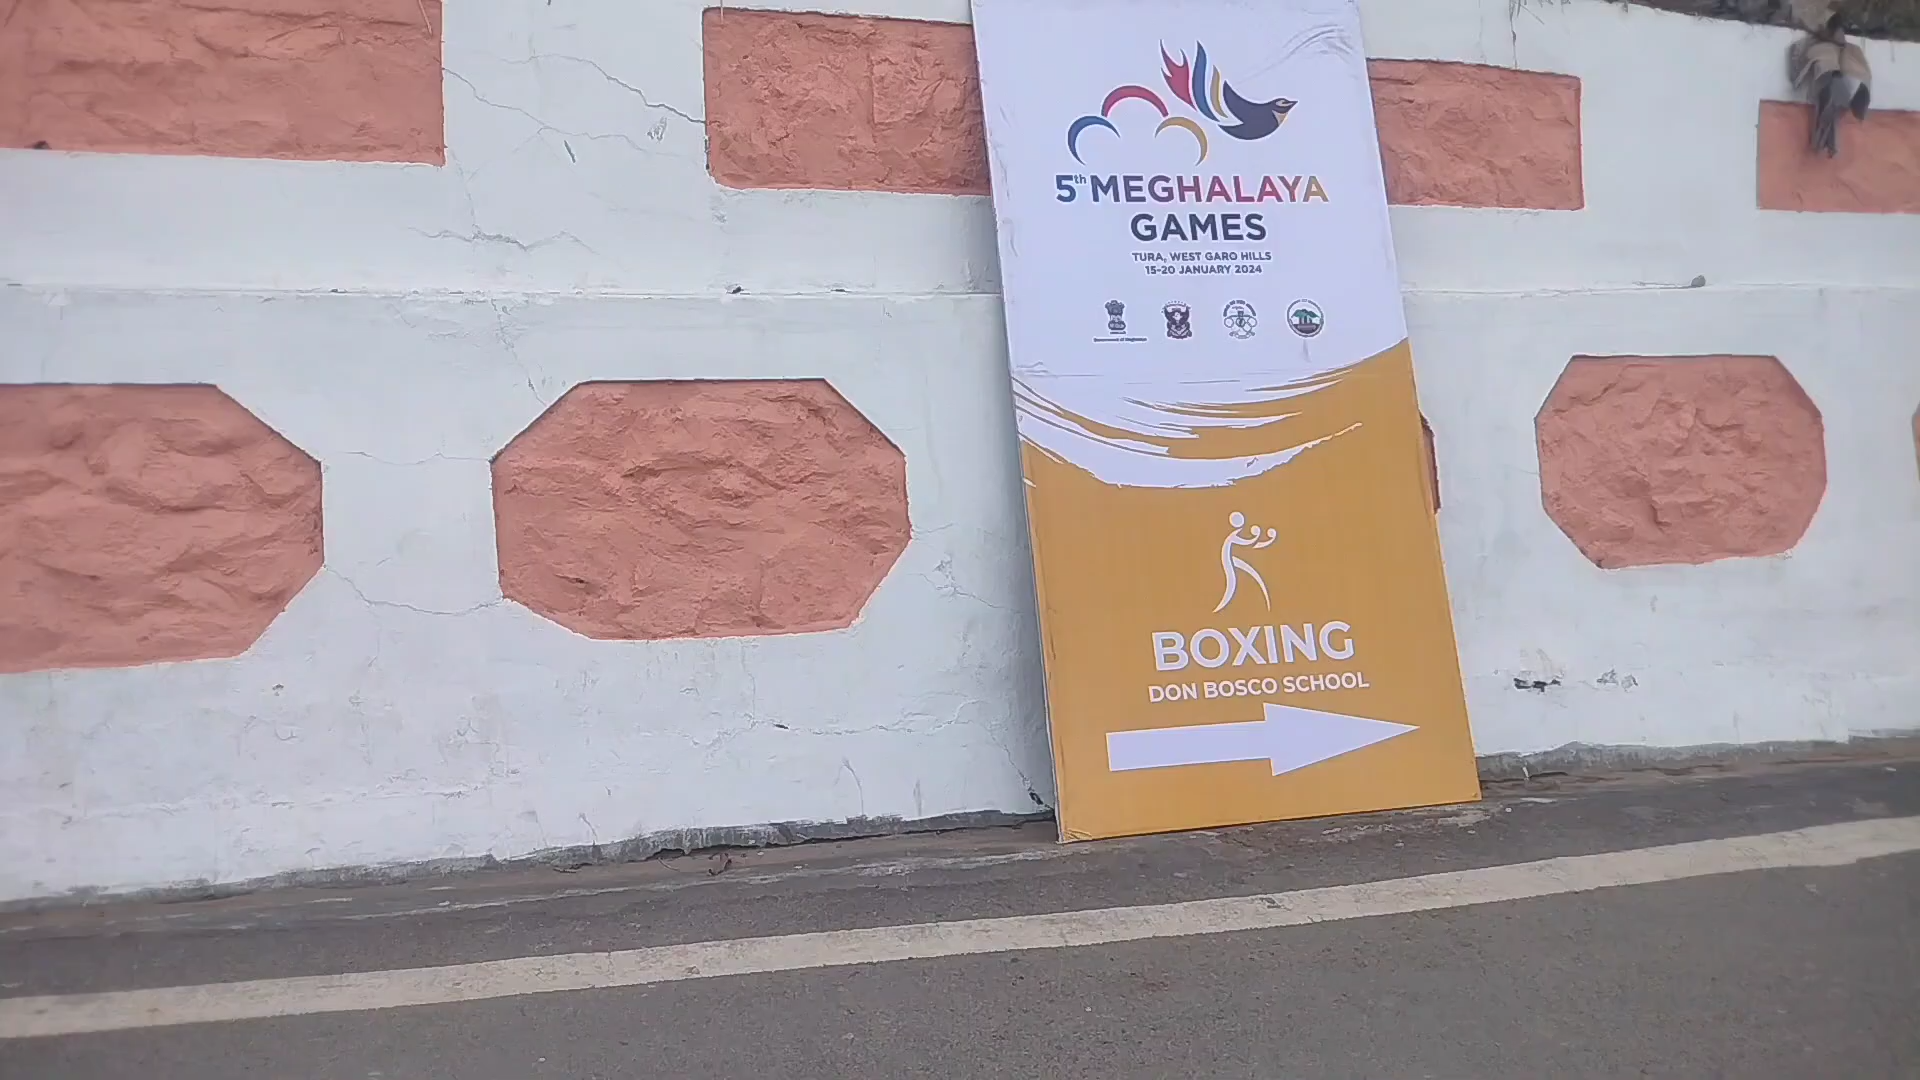 5th MEGHALAYA
GAMES
TURA, WEST GARO HILLS
15-20 JANUARY 2024
BOXING
DON BOSCO SCHOOL